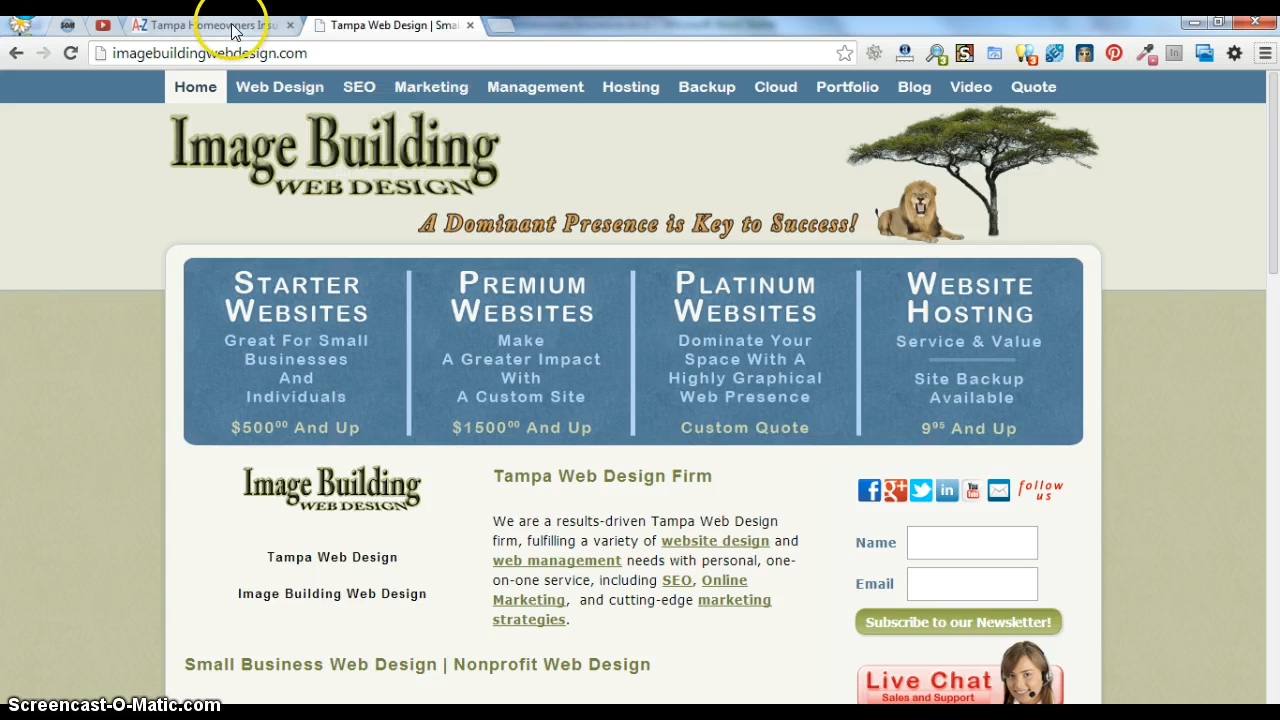 Tampa Homeowners Insu
Tampa Web Design | Smal
imagebuildingwebdesign.com
Home Web Design SEO Marketing Management Hosting Backup Cloud Portfolio Blog Video Quote
Image Building
WEB DESIGN
A Dominant Presence is Key to Success!
Starter
Websites
Great For Small
Businesses
And
Individuals
$500⁰⁰ And Up
Premium
Websites
Make
A Greater Impact
With
A Custom Site
$1500⁰⁰ And Up
Platinum
Websites
Dominate Your
Space With A
Highly Graphical
Web Presence
Custom Quote
Website
Hosting
Service & Value
Site Backup
Available
9⁹⁵ And Up
Image Building
WEB DESIGN
Tampa Web Design
Image Building Web Design
Tampa Web Design Firm
We are a results-driven Tampa Web Design
firm, fulfilling a variety of website design and
web management needs with personal, one-
on-one service, including SEO, Online
Marketing, and cutting-edge marketing
strategies.
follow
us
Name
Email
Subscribe to our Newsletter!
Small Business Web Design | Nonprofit Web Design
Live Chat
Sales and Support
Screencast-O-Matic.com